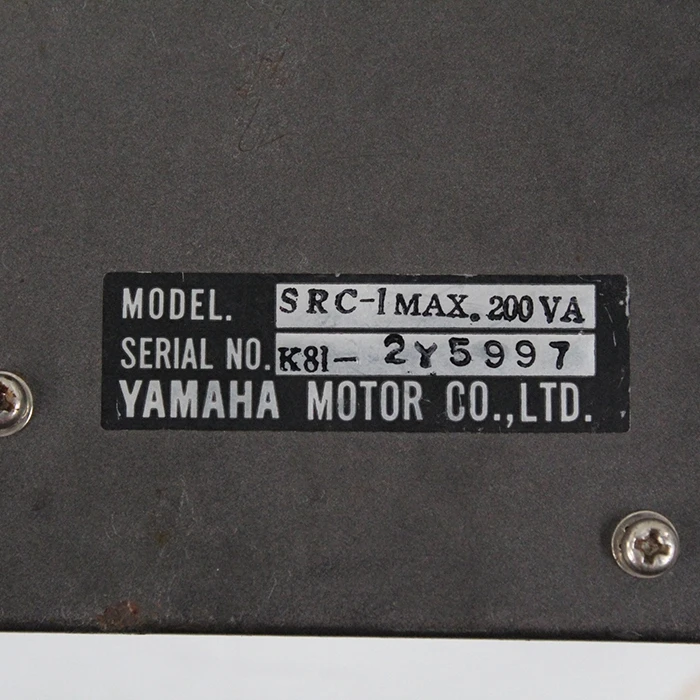 MODEL. SRC-1 MAX. 200 VA
SERIAL NO. K81- 2Y5997
YAMAHA MOTOR CO.,LTD.